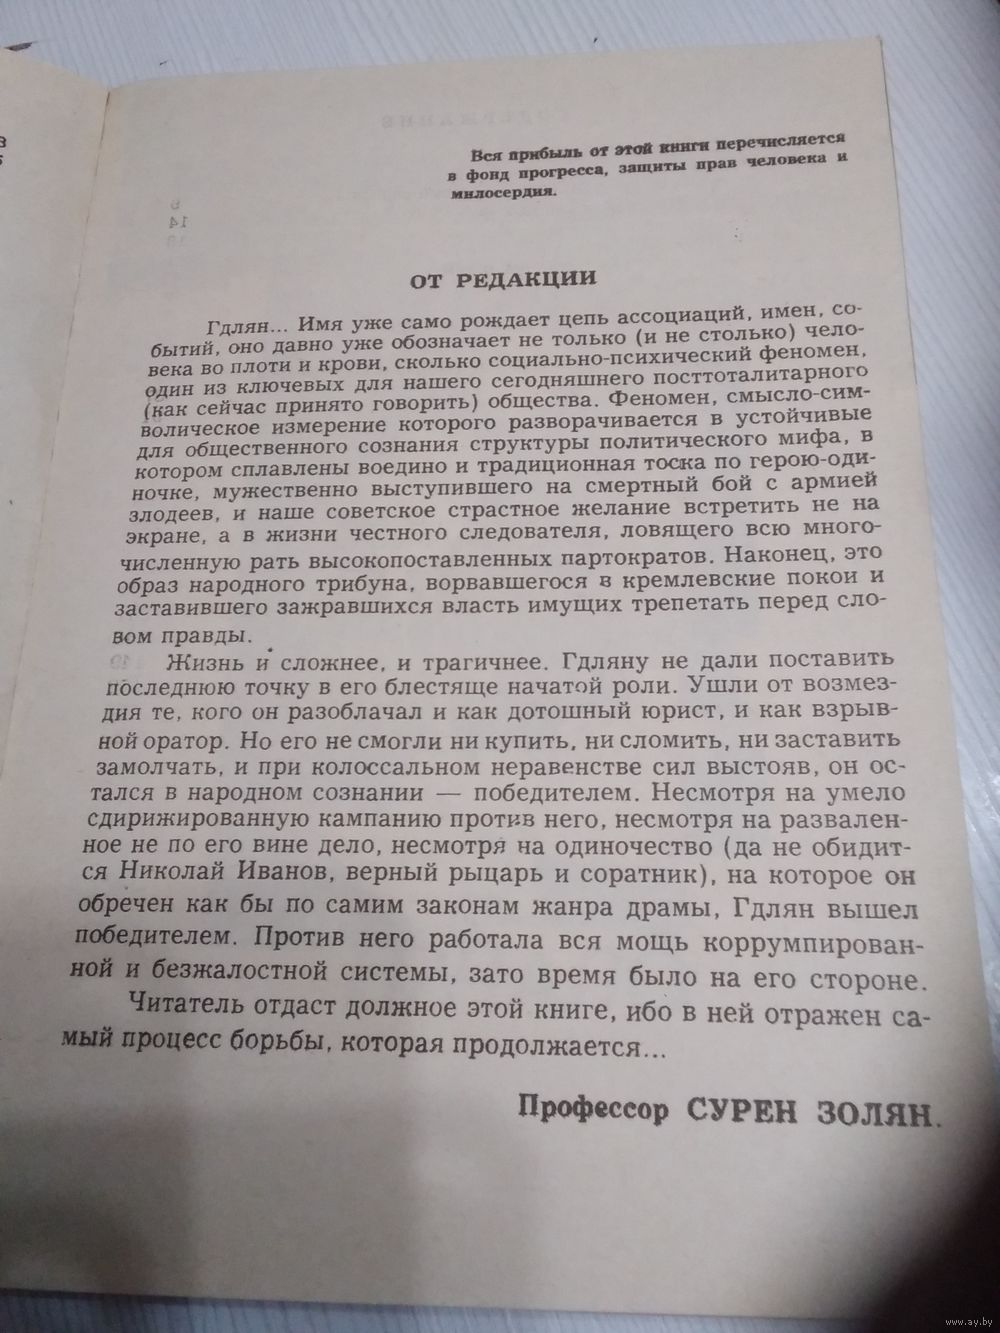 Вся прибыль от этой книги перечисляется
в фонд прогресса, защиты прав человека и
милосердия.
14
ОТ РЕДАКЦИИ
Гдлян... Имя уже само рождает цепь ассоциаций, имен, со-
бытий, оно давно уже обозначает не только (и не столько) чело-
века во плоти и крови, сколько социально-психический феномен,
один из ключевых для нашего сегодняшнего посттоталитарного
(как сейчас принято говорить) общества. Феномен, смысло-сим-
волическое измерение которого разворачивается в устойчивые
для общественного сознания структуры политического мифа, в
котором сплавлены воедино и традиционная тоска по герою-оди-
ночке, мужественно выступившего на смертный бой с армией
злодеев, и наше советское страстное желание встретить не на
экране, а в жизни честного следователя, ловящего всю много-
численную рать высокопоставленных партократов. Наконец, это
образ народного трибуна, ворвавшегося в кремлевские покои и
заставившего зажравшихся власть имущих трепетать перед сло-
вом правды.
Жизнь и сложнее, и трагичнее. Гдляну не дали поставить
последнюю точку в его блестяще начатой роли. Ушли от возмез-
дия те, кого он разоблачал и как дотошный юрист, и как взрыв-
ной оратор. Но его не смогли ни купить, ни сломить, ни заставить
замолчать, и при колоссальном неравенстве сил выстояв, он ос-
тался в народном сознании — победителем. Несмотря на умело
сдирижированную кампанию против него, несмотря на развален-
ное не по его вине дело, несмотря на одиночество (да не обидит-
ся Николай Иванов, верный рыцарь и соратник), на которое он
обречен как бы по самим законам жанра драмы, Гдлян вышел
победителем. Против него работала вся мощь коррумпирован-
ной и безжалостной системы, зато время было на его стороне.
Читатель отдаст должное этой книге, ибо в ней отражен са-
мый процесс борьбы, которая продолжается...
Профессор СУРЕН ЗОЛЯН.
www.ay.by